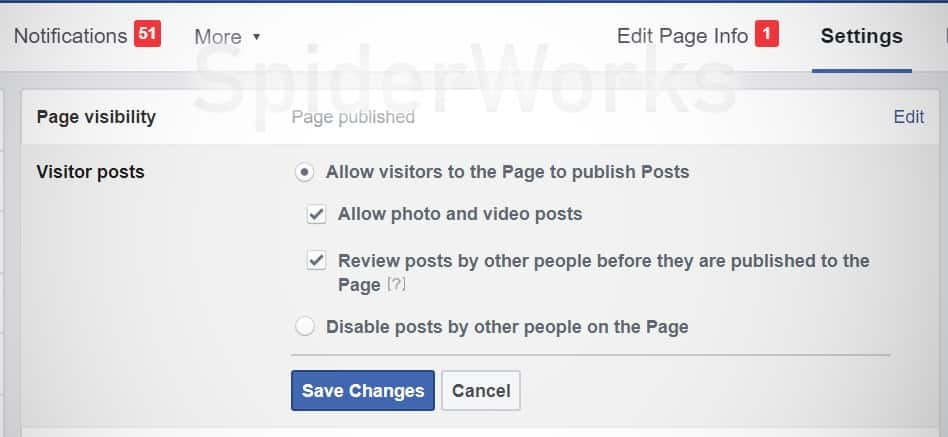 Notifications 51 More ▾ Edit Page Info 1 Settings
SpiderWorks
Page visibility Page published Edit
Visitor posts Allow visitors to the Page to publish Posts
Allow photo and video posts
Review posts by other people before they are published to the
Page [?]
Disable posts by other people on the Page
Save Changes Cancel